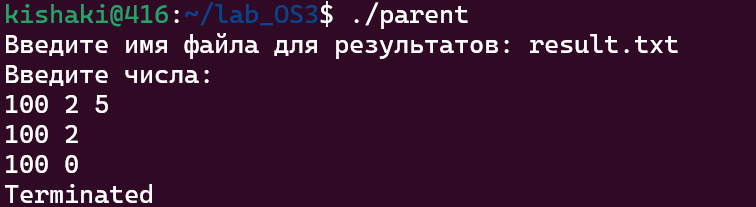 kishaki@416:~/lab_OS3$ ./parent
Введите имя файла для результатов: result.txt
Введите числа:
100 2 5
100 2
100 0
Terminated